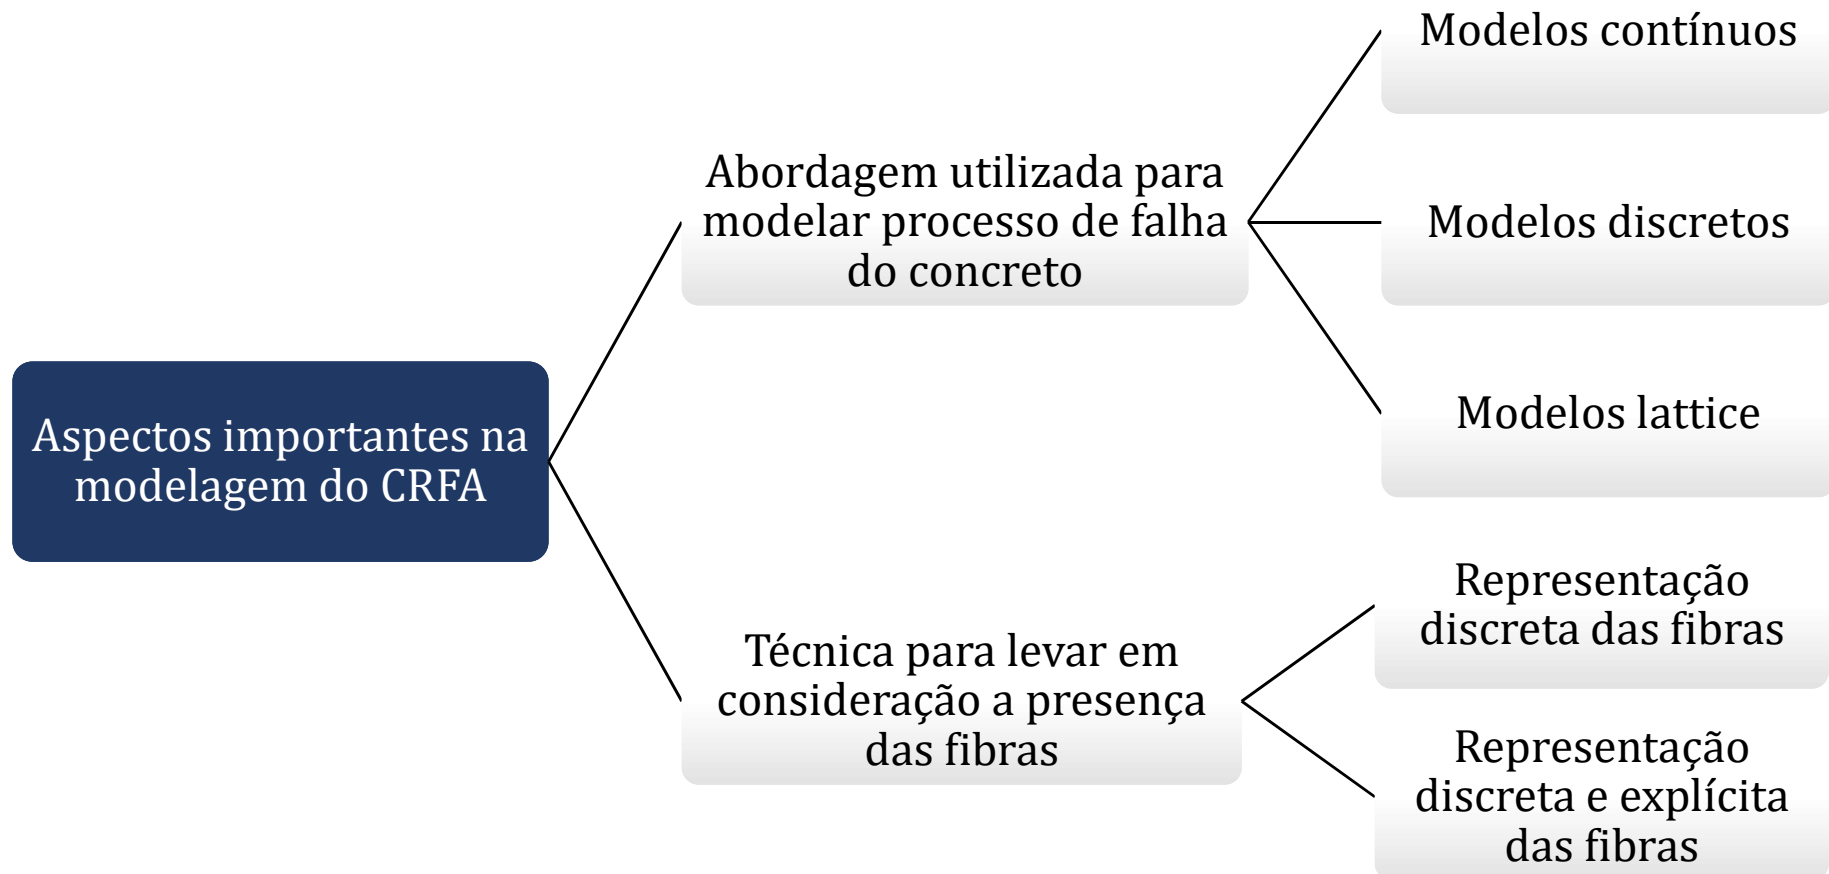 Aspectos importantes na
modelagem do CRFA
Abordagem utilizada para
modelar processo de falha
do concreto
Modelos contínuos
Modelos discretos
Modelos lattice
Técnica para levar em
consideração a presença
das fibras
Representação
discreta das fibras
Representação
discreta e explícita
das fibras